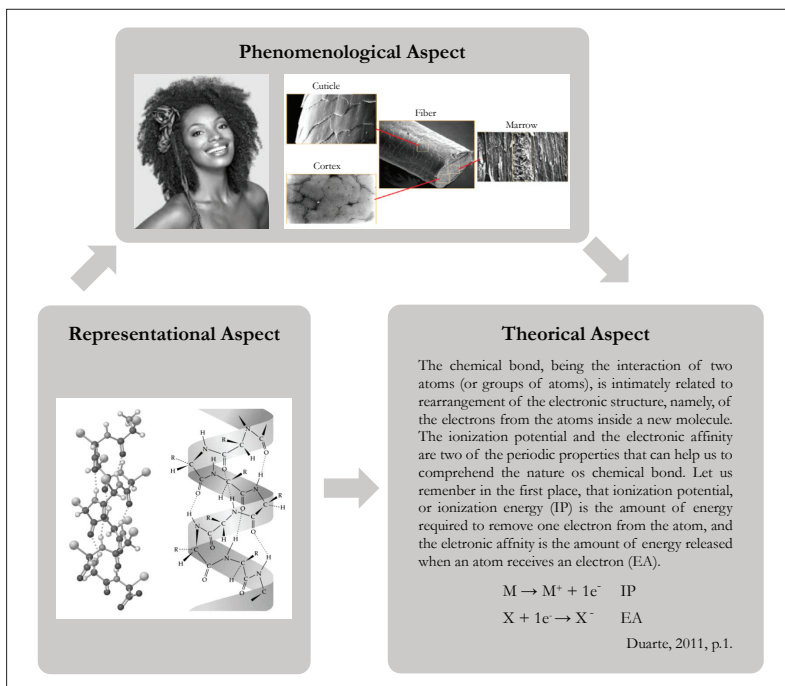 Phenomenological Aspect
Cuticle
Fiber
Marrow
Cortex
Representational Aspect
Theorical Aspect
The chemical bond, being the interaction of two
atoms (or groups of atoms), is intimately related to
rearrangement of the electronic structure, namely, of
the electrons from the atoms inside a new molecule.
The ionization potential and the electronic affinity
are two of the periodic properties that can help us to
comprehend the nature os chemical bond. Let us
remenber in the first place, that ionization potential,
or ionization energy (IP) is the amount of energy
required to remove one electron from the atom, and
the eletronic affnity is the amount of energy released
when an atom receives an electron (EA).
M → M⁺ + 1e⁻ IP
X + 1e⁻ → X⁻ EA
Duarte, 2011, p.1.